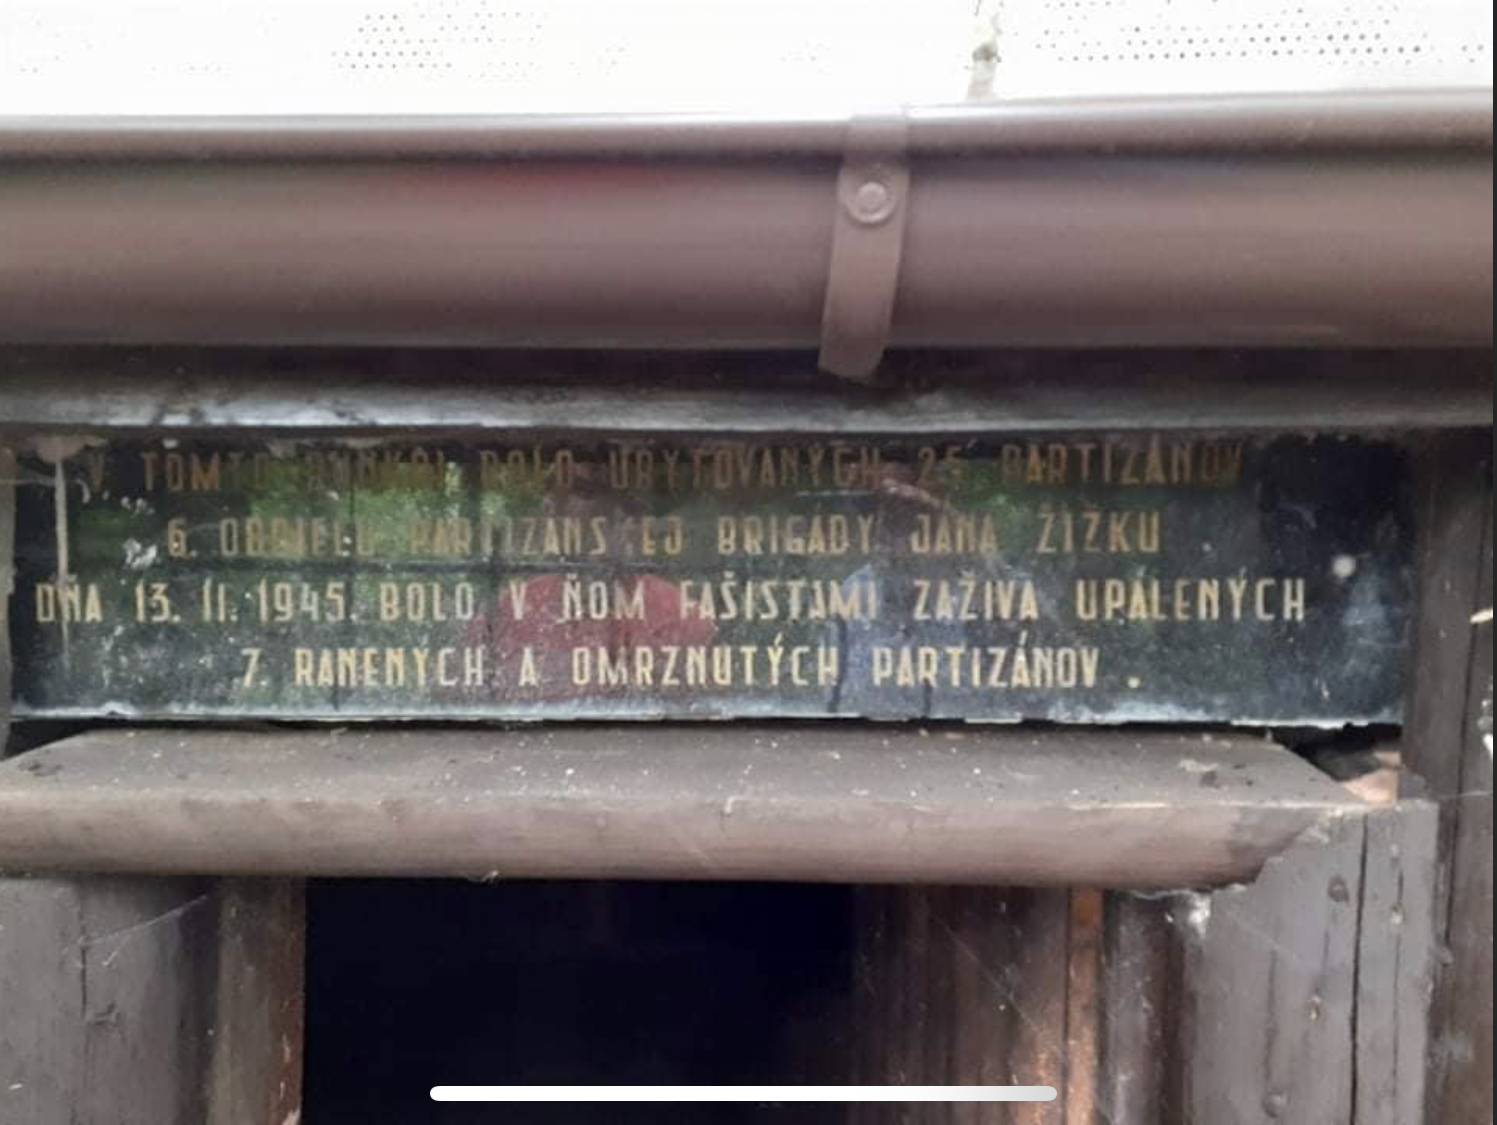 V TOMTO BUNKRI BOLO UBYTOVANÝCH 25 PARTIZÁNOV
6. ODDIELU PARTIZÁNSKEJ BRIGÁDY JANA ŽIŽKU
DŇA 13. II. 1945. BOLO V ŇOM FAŠISTAMI ZAŽIVA UPÁLENÝCH
7. RANENÝCH A OMRZNUTÝCH PARTIZÁNOV .